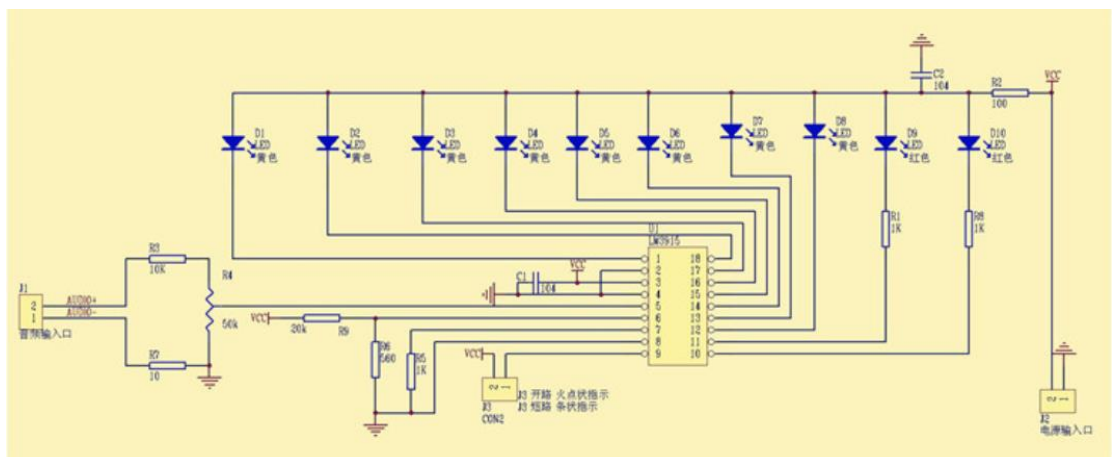 C2
104
R2
100
VCC
D1
LED
黄色
D2
LED
黄色
D3
LED
黄色
D4
LED
黄色
D5
LED
黄色
D6
LED
黄色
D7
LED
黄色
D8
LED
黄色
D9
LED
红色
D10
LED
红色
R1
1K
R8
1K
D1
LM3915
1 18
2 17
3 16
4 15
5 14
6 13
7 12
8 11
9 10
C1
104
VCC
R3
10K
R4
50k
J1
2
1
AUDIO+
AUDIO-
音频输入口
R7
10
VCC
20k
R9
R6
560
R5
1K
VCC
2 1
J3
CON2
J3 开路 火点状指示
J3 短路 条状指示
2 1
J2
电源输入口